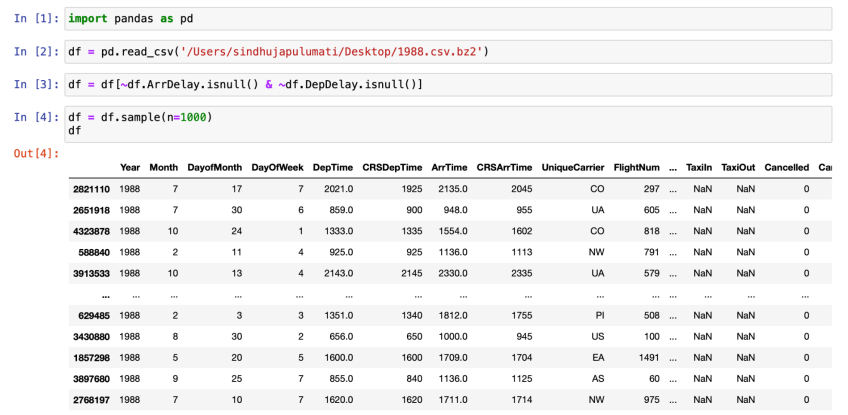 In [1]: import pandas as pd
In [2]: df = pd.read_csv('/Users/sindhujapulumati/Desktop/1988.csv.bz2')
In [3]: df = df[~df.ArrDelay.isnull() & ~df.DepDelay.isnull()]
In [4]: df = df.sample(n=1000)
df
Out[4]:
Year Month DayofMonth DayOfWeek DepTime CRSDepTime ArrTime CRSArrTime UniqueCarrier FlightNum ... TaxiIn TaxiOut Cancelled
2821110 1988 7 17 7 2021.0 1925 2135.0 2045 CO 297 ... NaN NaN 0
2651918 1988 7 30 6 859.0 900 948.0 955 UA 605 ... NaN NaN 0
4323878 1988 10 24 1 1333.0 1335 1554.0 1602 CO 818 ... NaN NaN 0
588840 1988 2 11 4 925.0 925 1136.0 1113 NW 791 ... NaN NaN 0
3913533 1988 10 13 4 2143.0 2145 2330.0 2335 UA 579 ... NaN NaN 0
... ... ... ... ... ... ... ... ... ... ... ... ... ... ...
629485 1988 2 3 3 1351.0 1340 1812.0 1755 PI 508 ... NaN NaN 0
3430880 1988 8 30 2 656.0 650 1000.0 945 US 100 ... NaN NaN 0
1857298 1988 5 20 5 1600.0 1600 1709.0 1704 EA 1491 ... NaN NaN 0
3897680 1988 9 25 7 855.0 840 1136.0 1125 AS 60 ... NaN NaN 0
2768197 1988 7 10 7 1620.0 1620 1711.0 1714 NW 975 ... NaN NaN 0